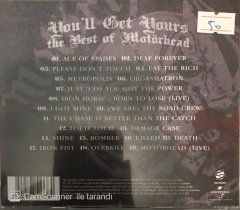 You'll Get Yours
the Best of Motörhead
01. ACE OF SPADES 02. DEAF FOREVER
03. PLEASE DON'T TOUCH 04. EAT THE RICH
05. METROPOLIS 06. ORGASMATRON
07. JUST 'COS YOU GOT THE POWER
08. IRON HORSE / BORN TO LOSE (LIVE)
09. I GOT MINE 10. (WE ARE) THE ROAD CREW
11. THE CHASE IS BETTER THAN THE CATCH
12. LOUIE LOUIE 13. DAMAGE CASE
14. SHINE 15. BOMBER 16. KILLED BY DEATH
17. IRON FIST 18. OVERKILL 19. MOTÖRHEAD (LIVE)
CamScanner ile tarandı